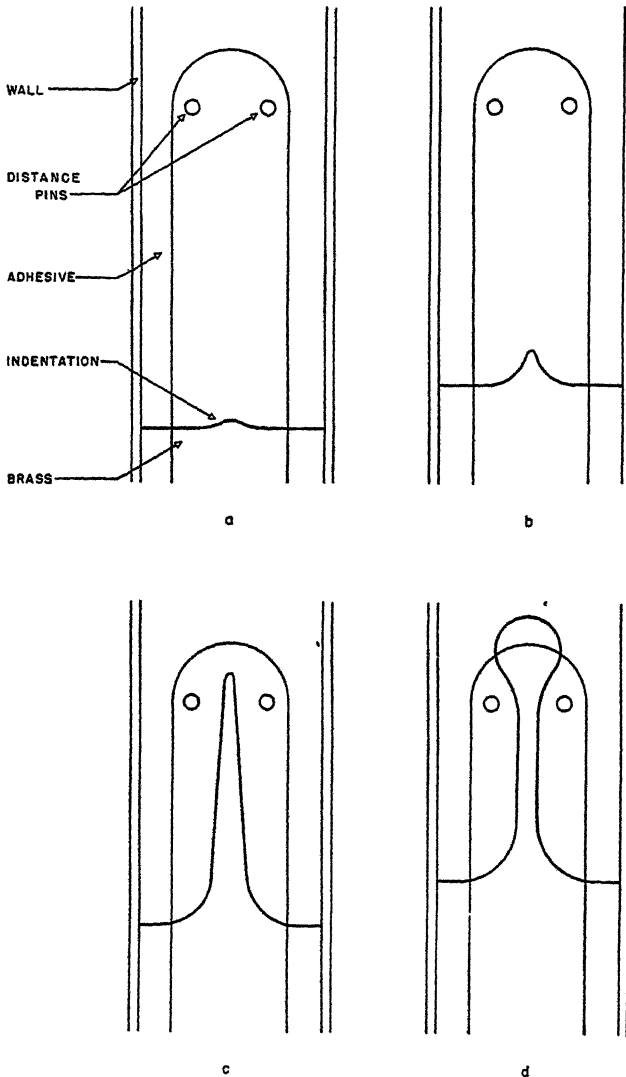 WALL
DISTANCE
PINS
ADHESIVE
INDENTATION
BRASS
a
b
c
d